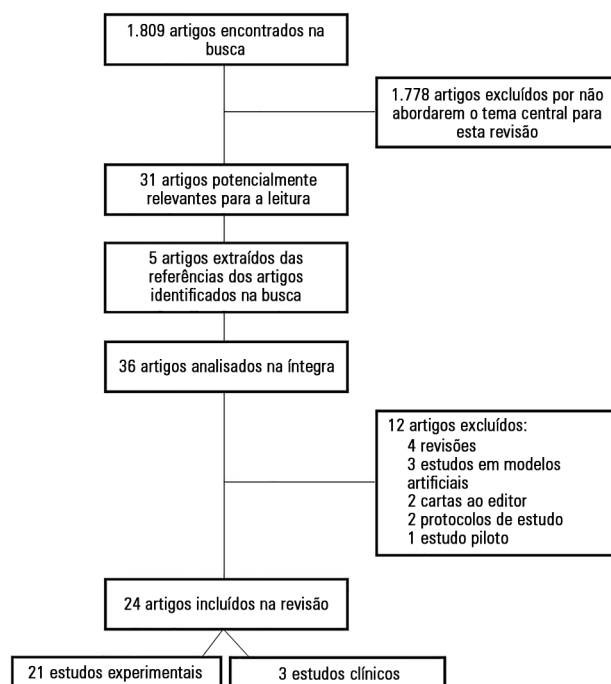 1.809 artigos encontrados na
busca
1.778 artigos excluídos por não
abordarem o tema central para
esta revisão
31 artigos potencialmente
relevantes para a leitura
5 artigos extraídos das
referências dos artigos
identificados na busca
36 artigos analisados na íntegra
12 artigos excluídos:
4 revisões
3 estudos em modelos
artificiais
2 cartas ao editor
2 protocolos de estudo
1 estudo piloto
24 artigos incluídos na revisão
21 estudos experimentais
3 estudos clínicos